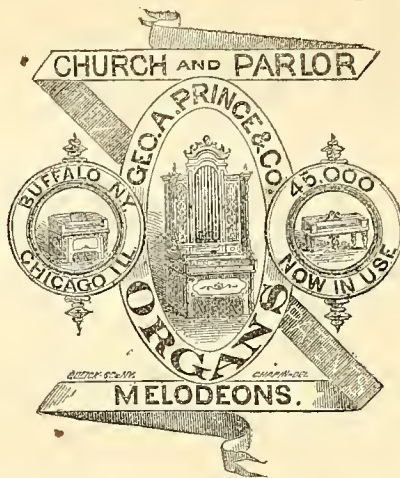 CHURCH AND PARLOR
GEO. A. PRINCE & CO.
BUFFALO N.Y.
CHICAGO ILL
45,000
NOW IN USE
ORGANS
MELODEONS.